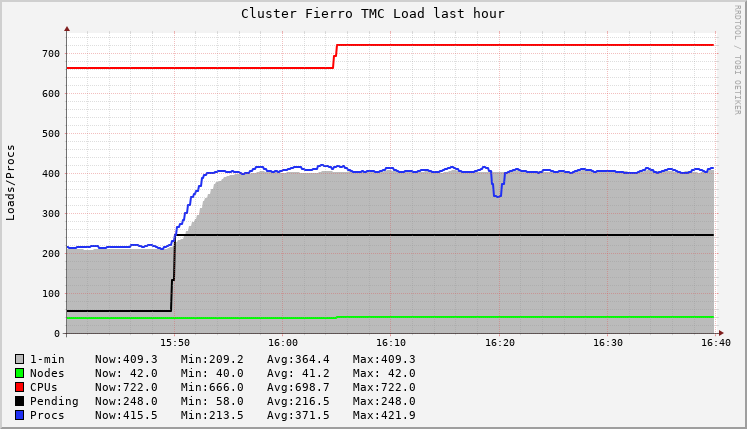 Cluster Fierro TMC Load last hour
RRDTOOL / TOBI OETIKER
Loads/Procs
700
600
500
400
300
200
100
0
15:50 16:00 16:10 16:20 16:30 16:40
1-min Now:409.3 Min:209.2 Avg:364.4 Max:409.3
Nodes Now: 42.0 Min: 40.0 Avg: 41.2 Max: 42.0
CPUs Now:722.0 Min:666.0 Avg:698.7 Max:722.0
Pending Now:248.0 Min: 58.0 Avg:216.5 Max:248.0
Procs Now:415.5 Min:213.5 Avg:371.5 Max:421.9